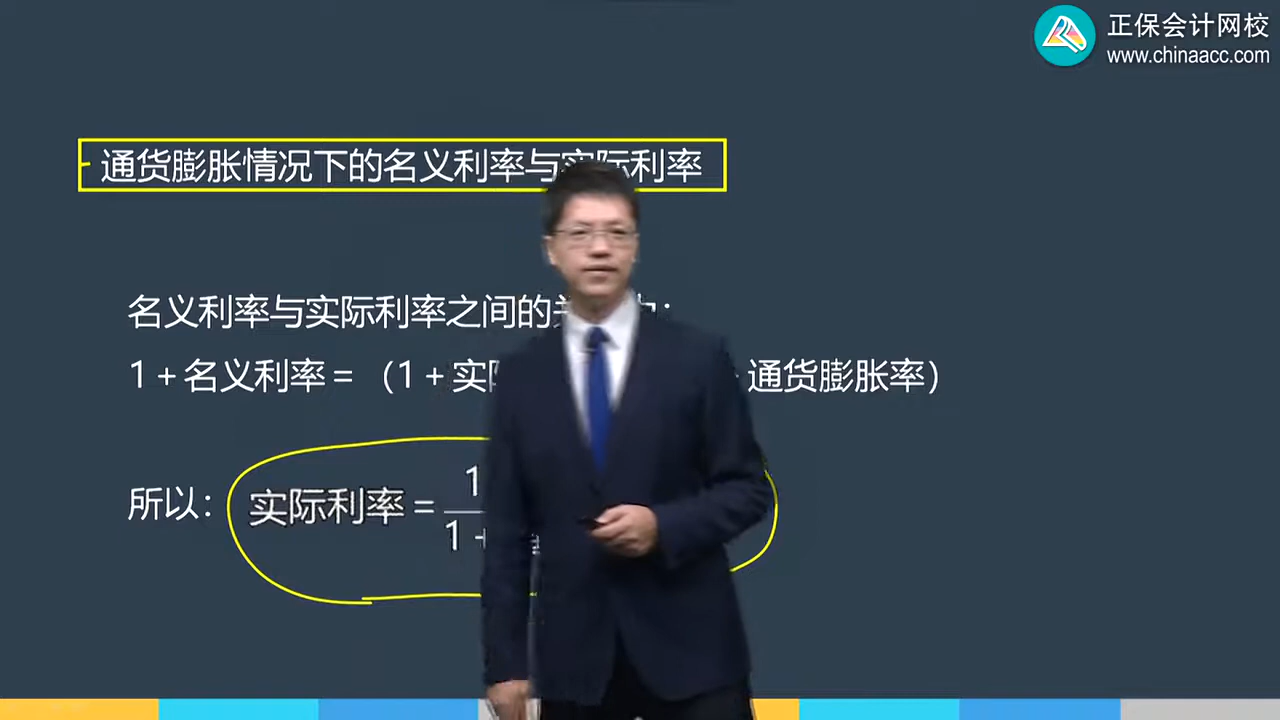 正保会计网校
www.chinaacc.com
通货膨胀情况下的名义利率与实际利率
名义利率与实际利率之间的
1+名义利率=（1+实 通货膨胀率）
所以：实际利率= 1
1+